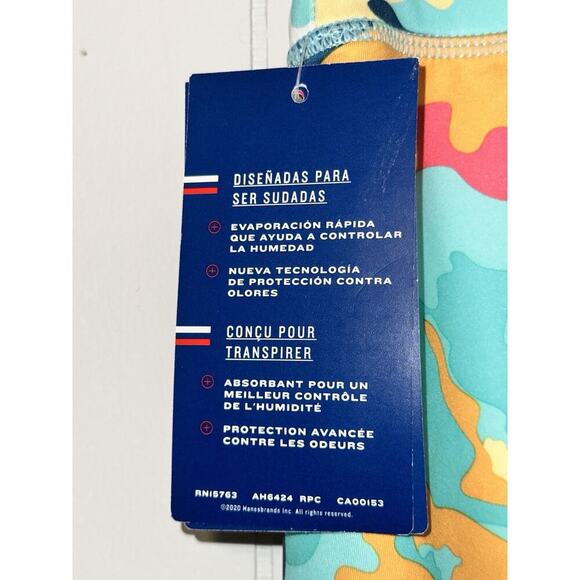 DISEÑADAS PARA
SER SUDADAS
EVAPORACIÓN RÁPIDA
QUE AYUDA A CONTROLAR
LA HUMEDAD
NUEVA TECNOLOGÍA
DE PROTECCIÓN CONTRA
OLORES
CONÇU POUR
TRANSPIRER
ABSORBANT POUR UN
MEILLEUR CONTRÔLE
DE L'HUMIDITÉ
PROTECTION AVANCÉE
CONTRE LES ODEURS
RN15763 AH6424 RPC CA00153
©2020 Hanesbrands Inc. All rights reserved.